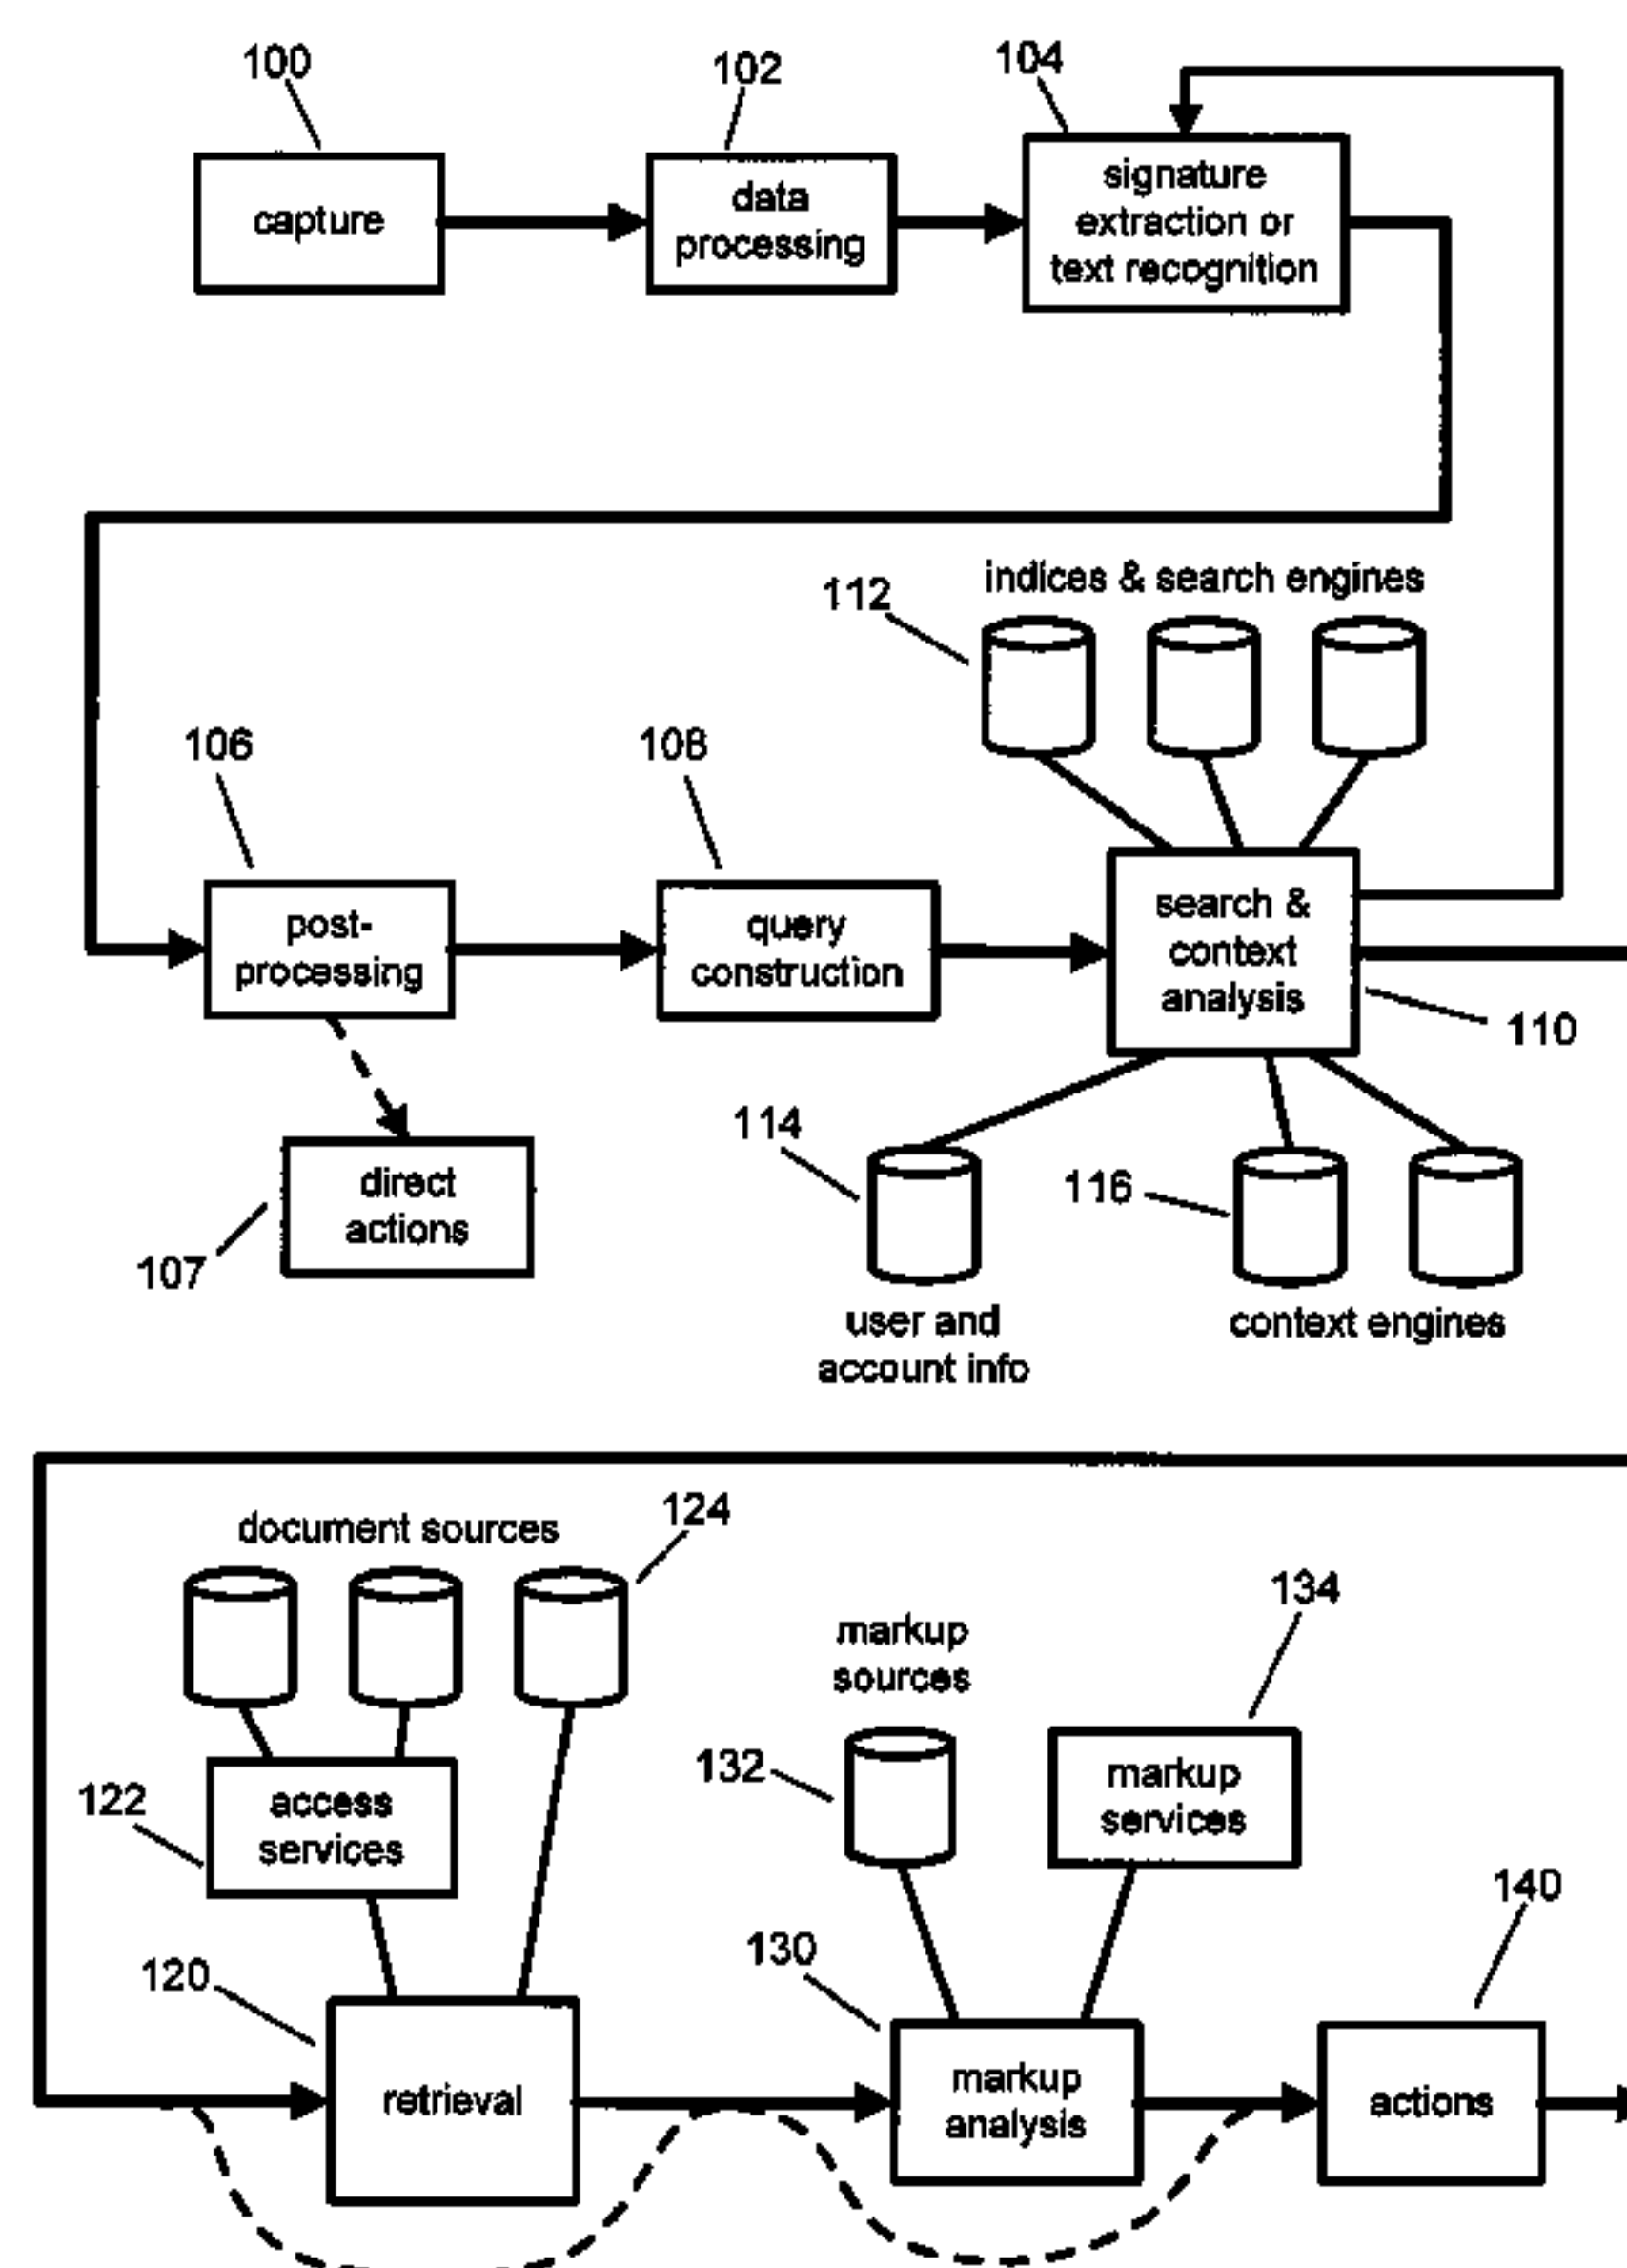 100
102
104
capture
data
processing
signature
extraction or
text recognition
indices & search engines
112
106
108
post-
processing
query
construction
search &
context
analysis
110
114
116
direct
actions
107
user and
account info
context engines
document sources
124
134
markup
sources
132
markup
services
122
access
services
140
130
120
retrieval
markup
analysis
actions